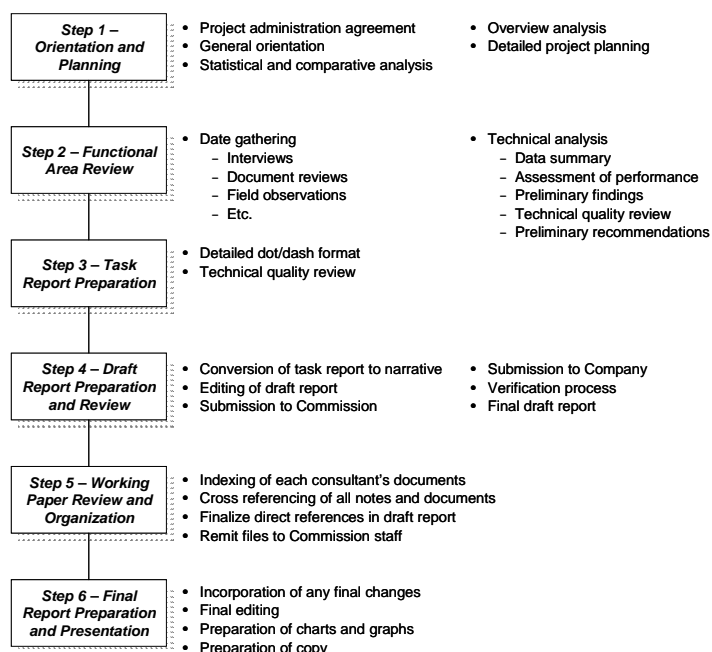 Step 1 –
Orientation and
Planning
• Project administration agreement
• General orientation
• Statistical and comparative analysis
• Overview analysis
• Detailed project planning
Step 2 – Functional
Area Review
• Date gathering
– Interviews
– Document reviews
– Field observations
– Etc.
• Technical analysis
– Data summary
– Assessment of performance
– Preliminary findings
– Technical quality review
– Preliminary recommendations
Step 3 – Task
Report Preparation
• Detailed dot/dash format
• Technical quality review
Step 4 – Draft
Report Preparation
and Review
• Conversion of task report to narrative
• Editing of draft report
• Submission to Commission
• Submission to Company
• Verification process
• Final draft report
Step 5 – Working
Paper Review and
Organization
• Indexing of each consultant's documents
• Cross referencing of all notes and documents
• Finalize direct references in draft report
• Remit files to Commission staff
Step 6 – Final
Report Preparation
and Presentation
• Incorporation of any final changes
• Final editing
• Preparation of charts and graphs
• Preparation of copy